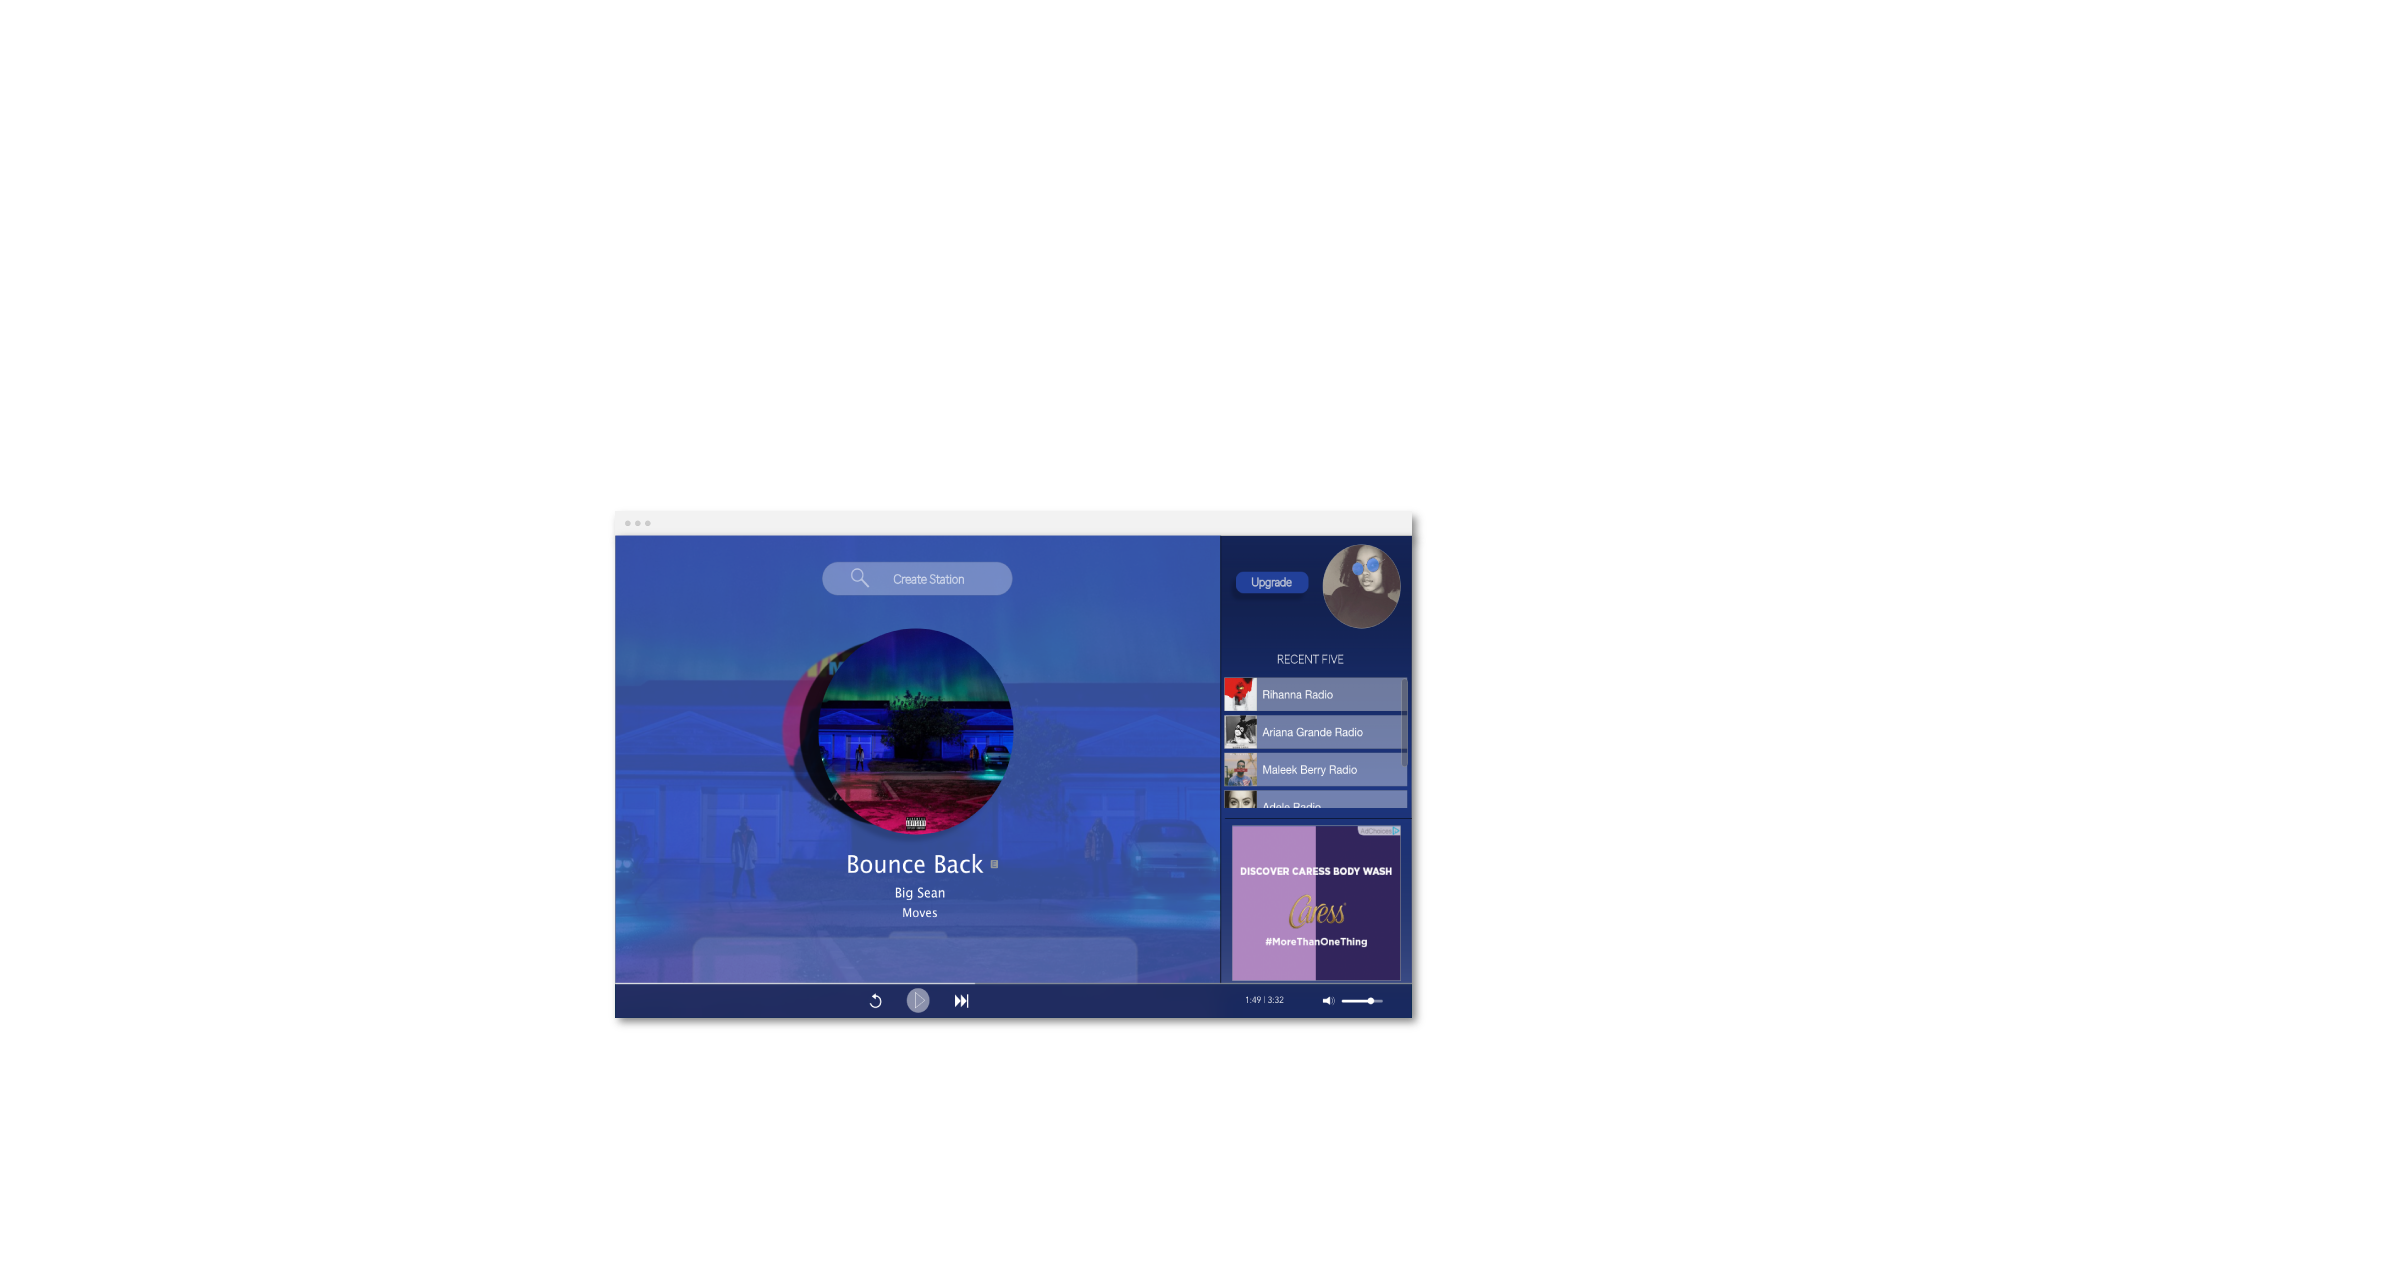 Create Station
Upgrade
RECENT FIVE
Rihanna Radio
Ariana Grande Radio
Maleek Berry Radio
Adele Radio
AdChoices
DISCOVER CARESS BODY WASH
Caress
#MoreThanOneThing
Bounce Back
Big Sean
Moves
1:49 | 3:32